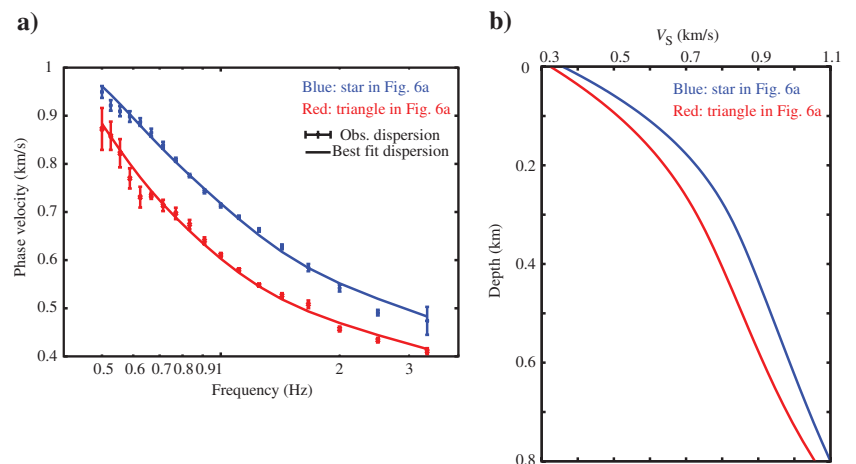 a)
Blue: star in Fig. 6a
Red: triangle in Fig. 6a
Obs. dispersion
Best fit dispersion
Phase velocity (km/s)
1
0.9
0.8
0.7
0.6
0.5
0.4
0.5 0.6 0.7 0.8 0.91 2 3
Frequency (Hz)
b)
VS (km/s)
0.3 0.5 0.7 0.9 1.1
Blue: star in Fig. 6a
Red: triangle in Fig. 6a
Depth (km)
0
0.2
0.4
0.6
0.8